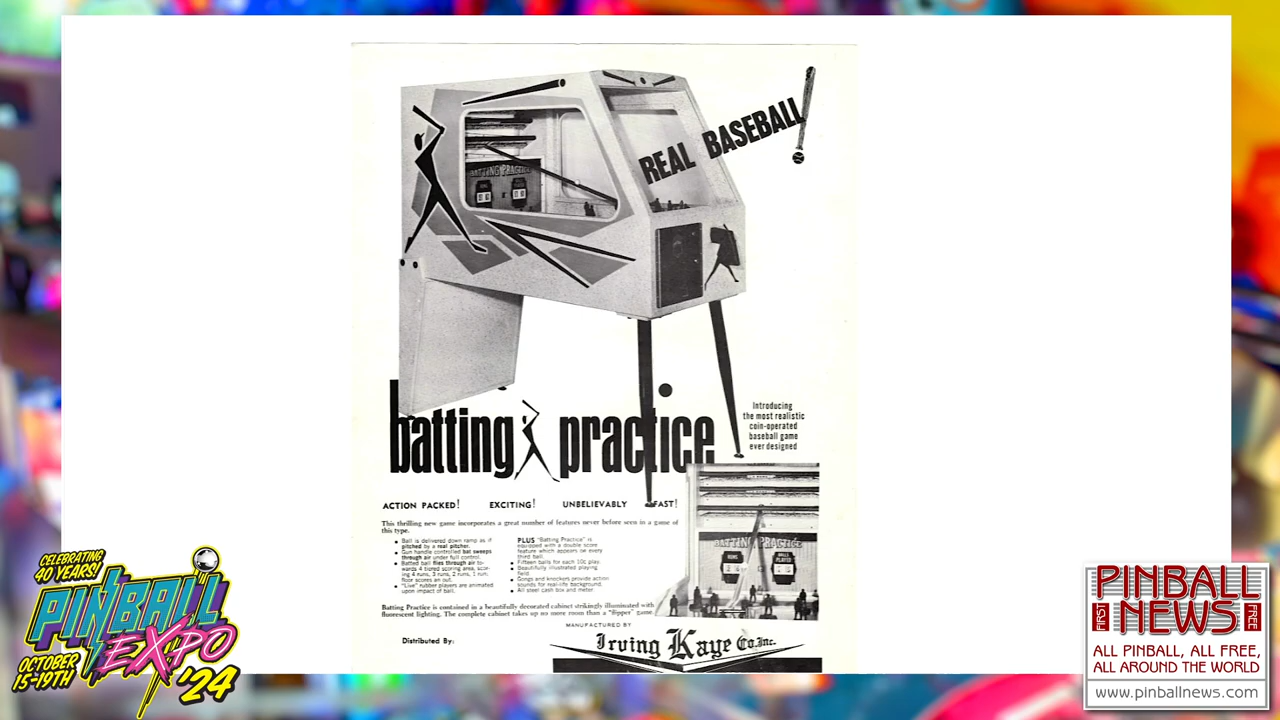 REAL BASEBALL
BATTING PRACTICE
batting practice
Introducing
the most realistic
coin-operated
baseball game
ever designed
ACTION PACKED! EXCITING! UNBELIEVABLY FAST!
This thrilling new game incorporates a great number of features never before seen in a game of
this type.
Ball is delivered down ramp as if
pitched by a real pitcher.
Gun handle controlled bat sweeps
through air under full control.
Batted ball flies through air to-
wards 4 tiered scoring area, scor-
ing 4 runs, 3 runs, 2 runs, 1 run;
floor scores an out.
"Live" rubber players are animated
upon impact of ball.
PLUS "Batting Practice" is
equipped with a double score
feature which appears on every
third ball.
Fifteen balls for each 10c play.
Beautifully illustrated playing
field.
Gongs and knockers provide action
sounds for real-life background.
All steel cash box and meter.
BATTING PRACTICE
RUNS
BALLS
PLAYED
Batting Practice is contained in a beautifully decorated cabinet strikingly illuminated with
fluorescent lighting. The complete cabinet takes up no more room than a "flipper" game.
MANUFACTURED BY
Distributed By:
Irving Kaye Co. Inc.
CELEBRATING
40 YEARS!
PINBALL
EXPO
OCTOBER
15-19TH
'24
PINBALL
NEWS
FIRST
FREE
ALL PINBALL, ALL FREE,
ALL AROUND THE WORLD
www.pinballnews.com